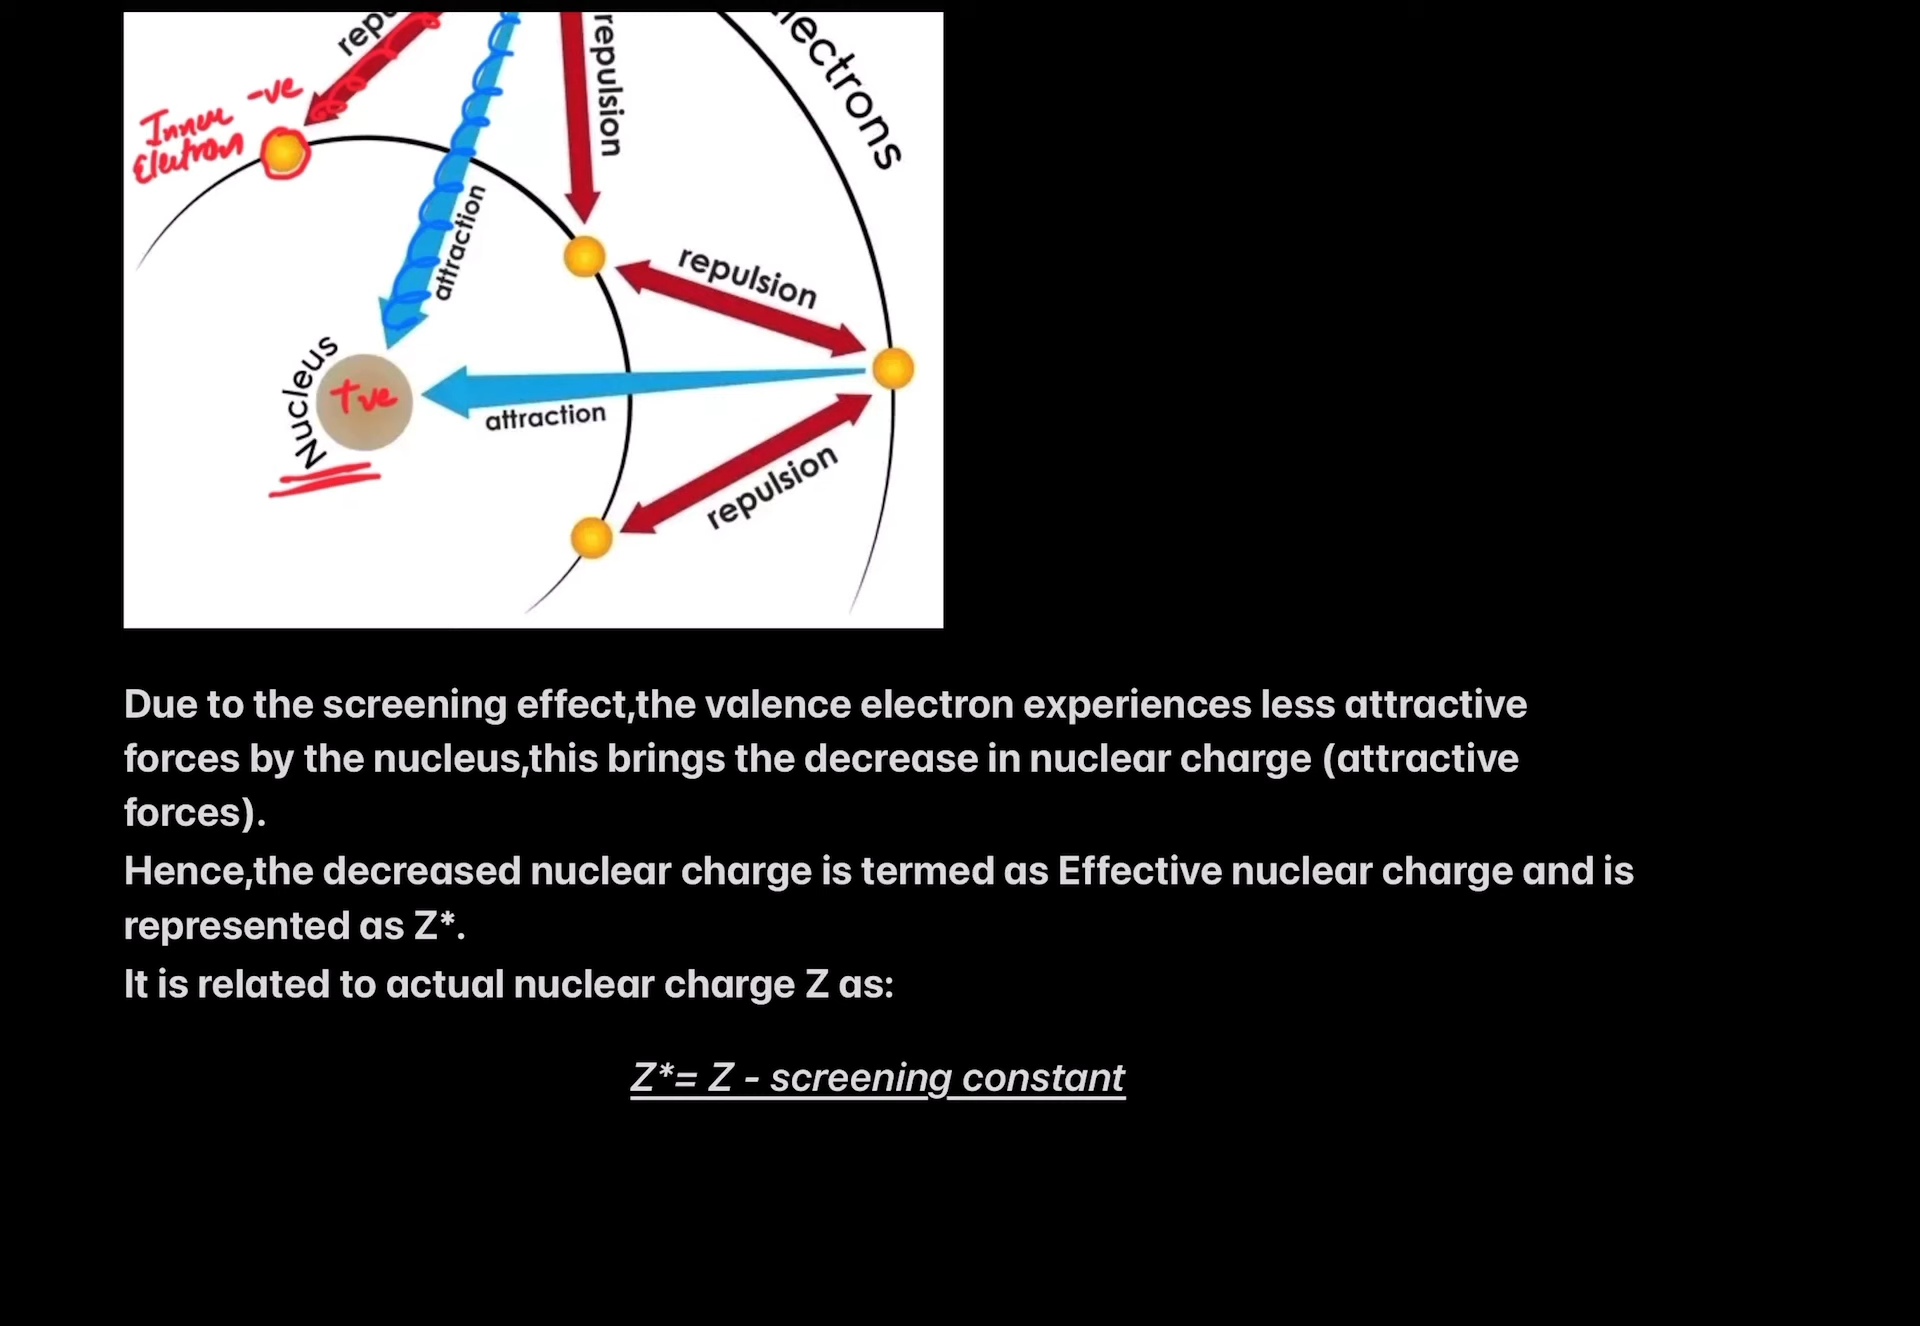 repulsion
lectrons
-ve
Inner
Electron
attraction
repulsion
Nucleus
+ve
attraction
repulsion
Due to the screening effect,the valence electron experiences less attractive
forces by the nucleus,this brings the decrease in nuclear charge (attractive
forces).
Hence,the decreased nuclear charge is termed as Effective nuclear charge and is
represented as Z*.
It is related to actual nuclear charge Z as:
Z*= Z - screening constant